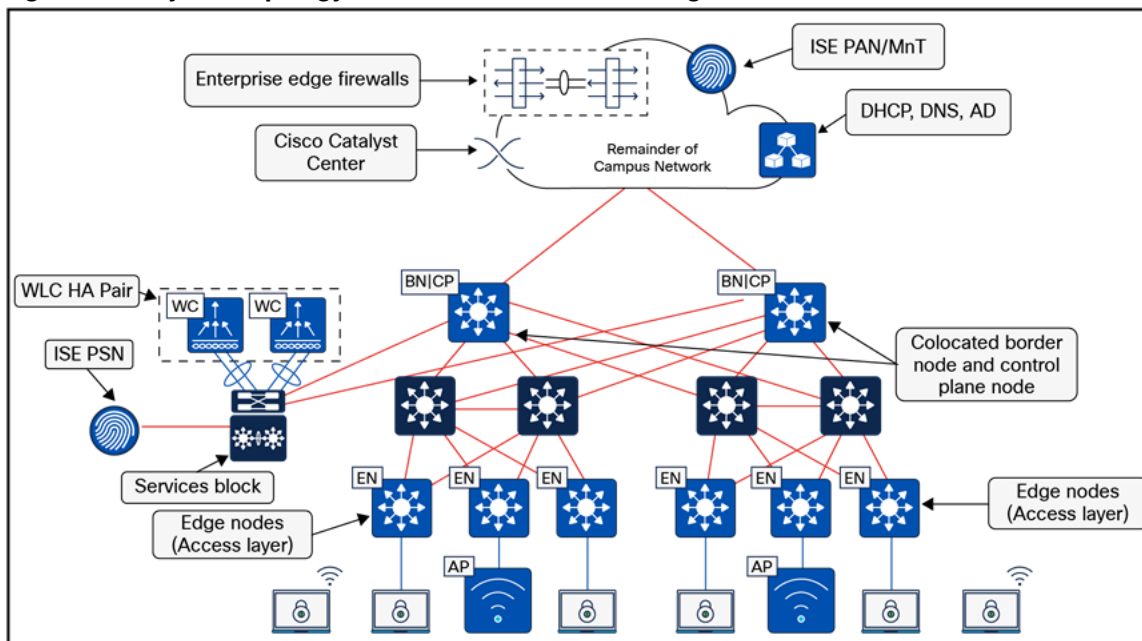 ISE PAN/MnT
Enterprise edge firewalls
DHCP, DNS, AD
Cisco Catalyst
Center
Remainder of
Campus Network
BN|CP
BN|CP
WLC HA Pair
WC
WC
ISE PSN
Colocated border
node and control
plane node
Services block
EN
EN
EN
EN
EN
EN
Edge nodes
(Access layer)
Edge nodes
(Access layer)
AP
AP